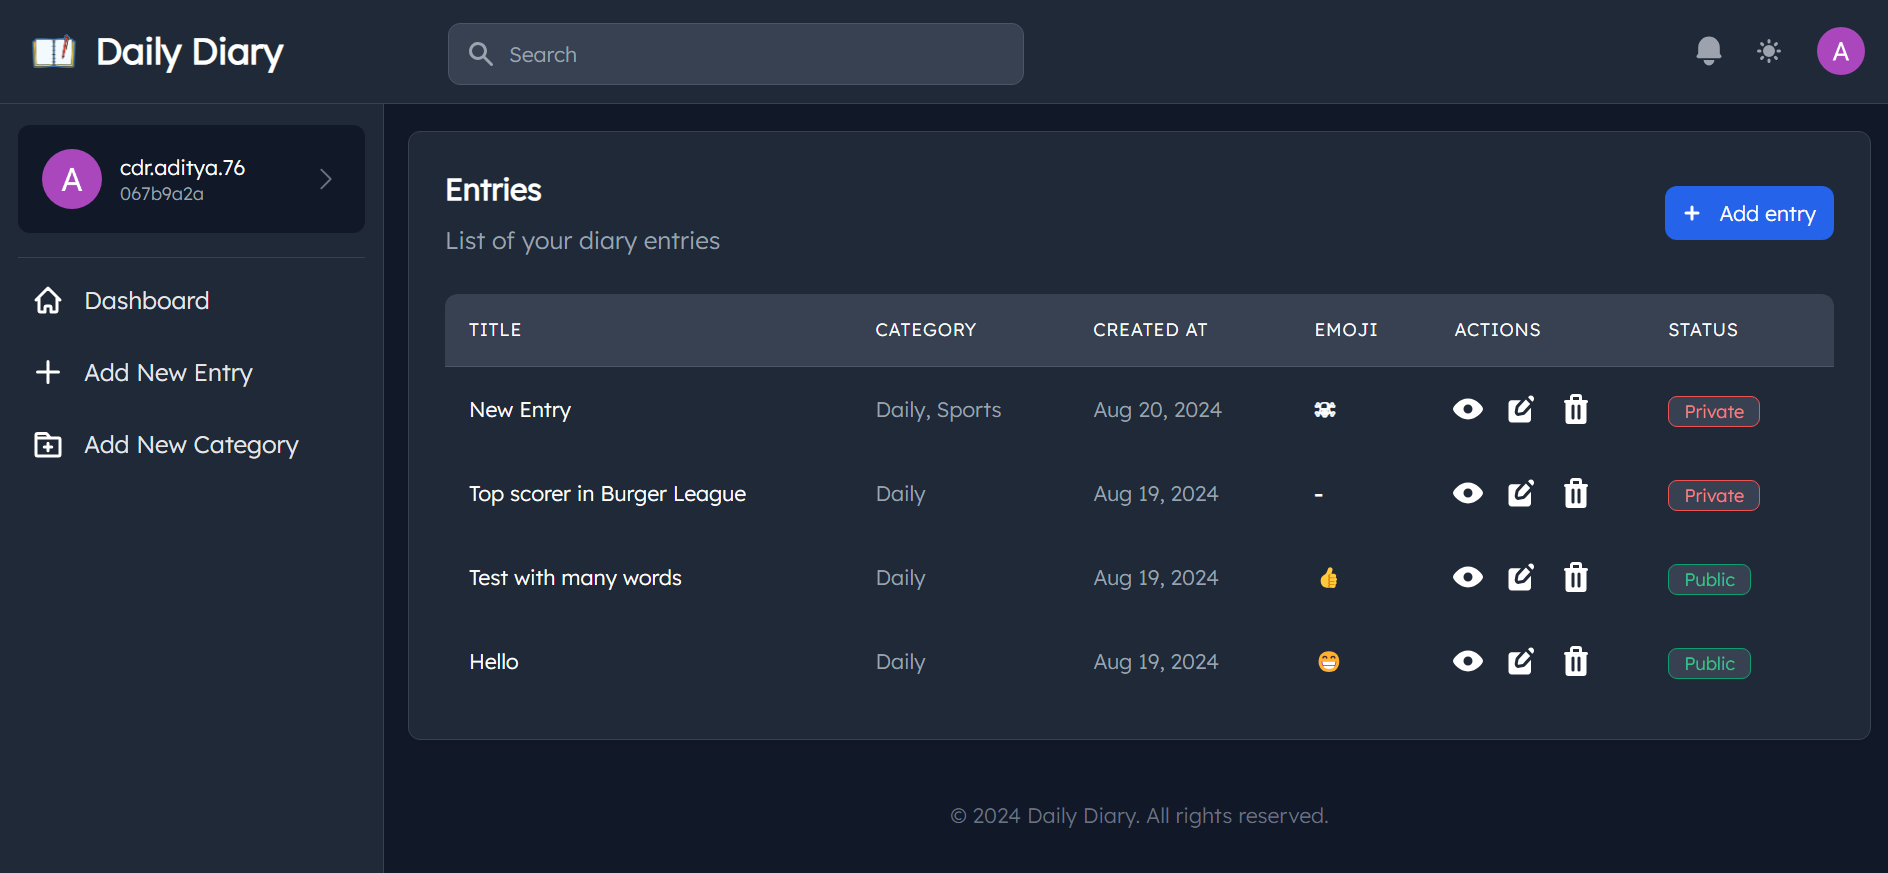 Daily Diary
Search
A
A
cdr.aditya.76
067b9a2a
Dashboard
Add New Entry
Add New Category
Entries
List of your diary entries
+ Add entry
TITLE CATEGORY CREATED AT EMOJI ACTIONS STATUS
New Entry Daily, Sports Aug 20, 2024 ☠ Private
Top scorer in Burger League Daily Aug 19, 2024 - Private
Test with many words Daily Aug 19, 2024 👍 Public
Hello Daily Aug 19, 2024 😁 Public
© 2024 Daily Diary. All rights reserved.